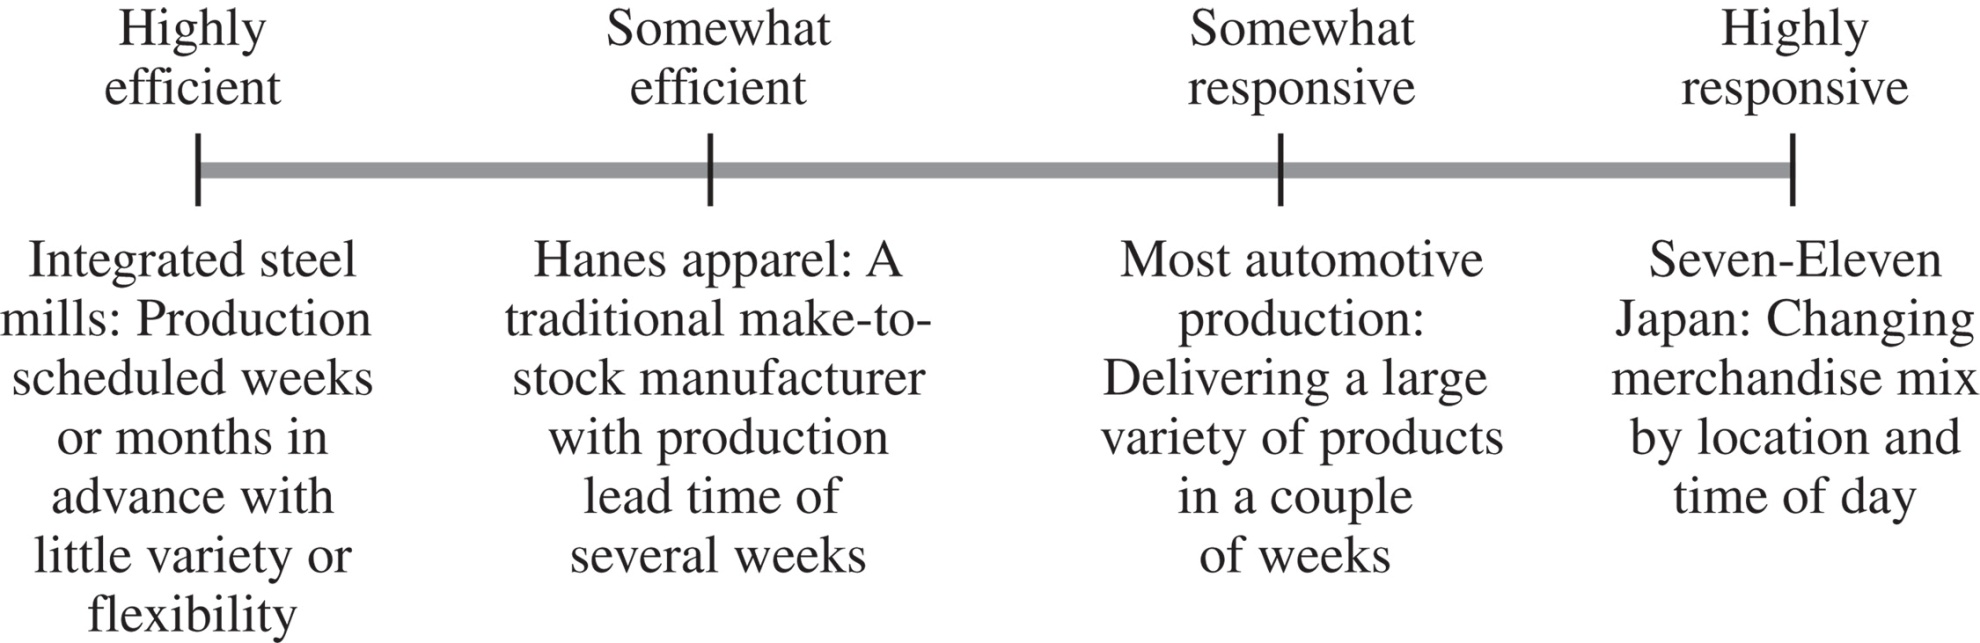 Highly
efficient
Somewhat
efficient
Somewhat
responsive
Highly
responsive
Integrated steel
mills: Production
scheduled weeks
or months in
advance with
little variety or
flexibility
Hanes apparel: A
traditional make-to-
stock manufacturer
with production
lead time of
several weeks
Most automotive
production:
Delivering a large
variety of products
in a couple
of weeks
Seven-Eleven
Japan: Changing
merchandise mix
by location and
time of day